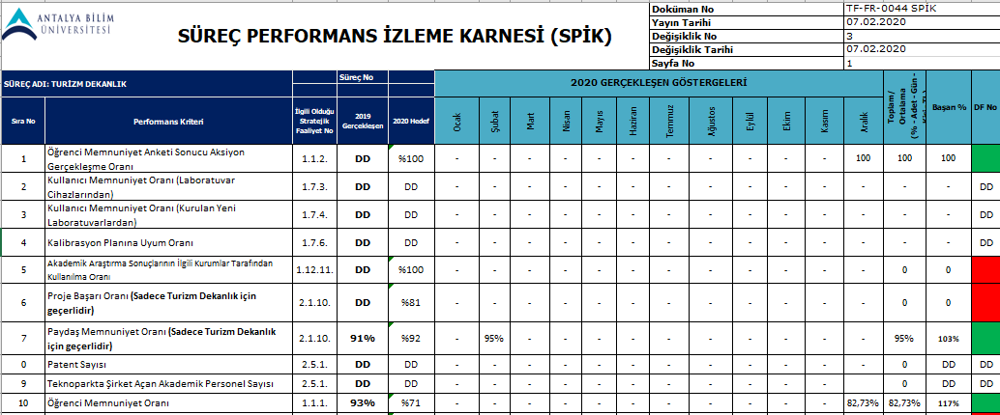 ANTALYA BİLİM
ÜNİVERSİTESİ
SÜREÇ PERFORMANS İZLEME KARNESİ (SPİK)
Doküman No TF-FR-0044 SPİK
Yayın Tarihi 07.02.2020
Değişiklik No 3
Değişiklik Tarihi 07.02.2020
Sayfa No 1
SÜREÇ ADI: TURİZM DEKANLIK Süreç No 2020 GERÇEKLEŞEN GÖSTERGELERİ
Sıra No Performans Kriteri
İlgili Olduğu
Stratejik
Faaliyet No
2019
Gerçekleşen
2020 Hedef
Ocak Şubat Mart Nisan Mayıs Haziran Temmuz Ağustos Eylül Ekim Kasım Aralık
Toplam/
Ortalama
(% - Adet - Gün -
Başarı % DF No
1 Öğrenci Memnuniyet Anketi Sonucu Aksiyon
Gerçekleşme Oranı 1.1.2. DD %100 - - - - - - - - - - - 100 100 100
2 Kullanıcı Memnuniyet Oranı (Laboratuvar
Cihazlarından) 1.7.3. DD DD - - - - - - - - - - - - - - DD
3 Kullanıcı Memnuniyet Oranı (Kurulan Yeni
Laboratuvarlardan) 1.7.4. DD DD - - - - - - - - - - - - - - DD
4 Kalibrasyon Planına Uyum Oranı 1.7.6. DD DD - - - - - - - - - - - - - - DD
5 Akademik Araştırma Sonuçlarının İlgili Kurumlar Tarafından
Kullanılma Oranı 1.12.11. DD %100 - - - - - - - - - - - - 0 0
6 Proje Başarı Oranı (Sadece Turizm Dekanlık için
geçerlidir) 2.1.10. DD %81 - - - - - - - - - - - - 0 0
7 Paydaş Memnuniyet Oranı (Sadece Turizm Dekanlık
için geçerlidir) 2.1.10. 91% %92 - 95% - - - - - - - - - - 95% 103%
0 Patent Sayısı 2.5.1. DD DD - - - - - - - - - - - - 0 DD DD
9 Teknoparkta Şirket Açan Akademik Personel Sayısı 2.5.1. DD DD - - - - - - - - - - - - 0 DD DD
10 Öğrenci Memnuniyet Oranı 1.1.1. 93% %71 - - - - - - - - - - - 82,73% 82,73% 117%